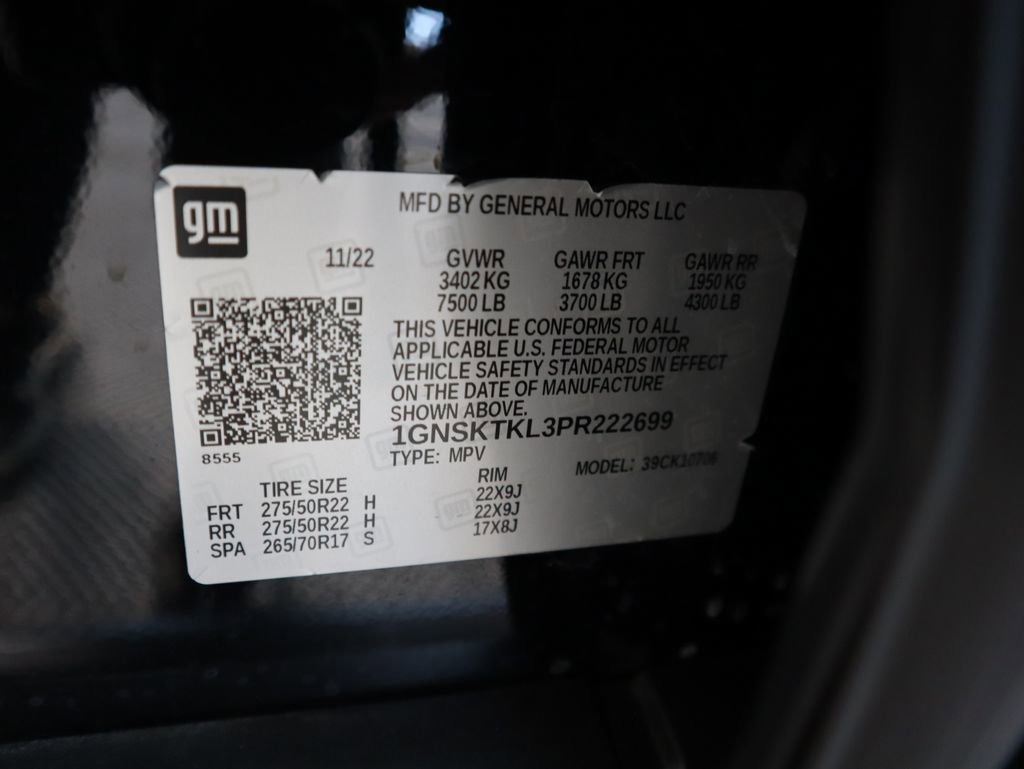 gm
MFD BY GENERAL MOTORS LLC
11/22 GVWR GAWR FRT GAWR RR
3402 KG 1678 KG 1950 KG
7500 LB 3700 LB 4300 LB
THIS VEHICLE CONFORMS TO ALL
APPLICABLE U.S. FEDERAL MOTOR
VEHICLE SAFETY STANDARDS IN EFFECT
ON THE DATE OF MANUFACTURE
SHOWN ABOVE.
1GNSKTKL3PR222699
8555
TYPE: MPV MODEL: 39CK10706
TIRE SIZE RIM
FRT 275/50R22 H 22X9J
RR 275/50R22 H 22X9J
SPA 265/70R17 S 17X8J